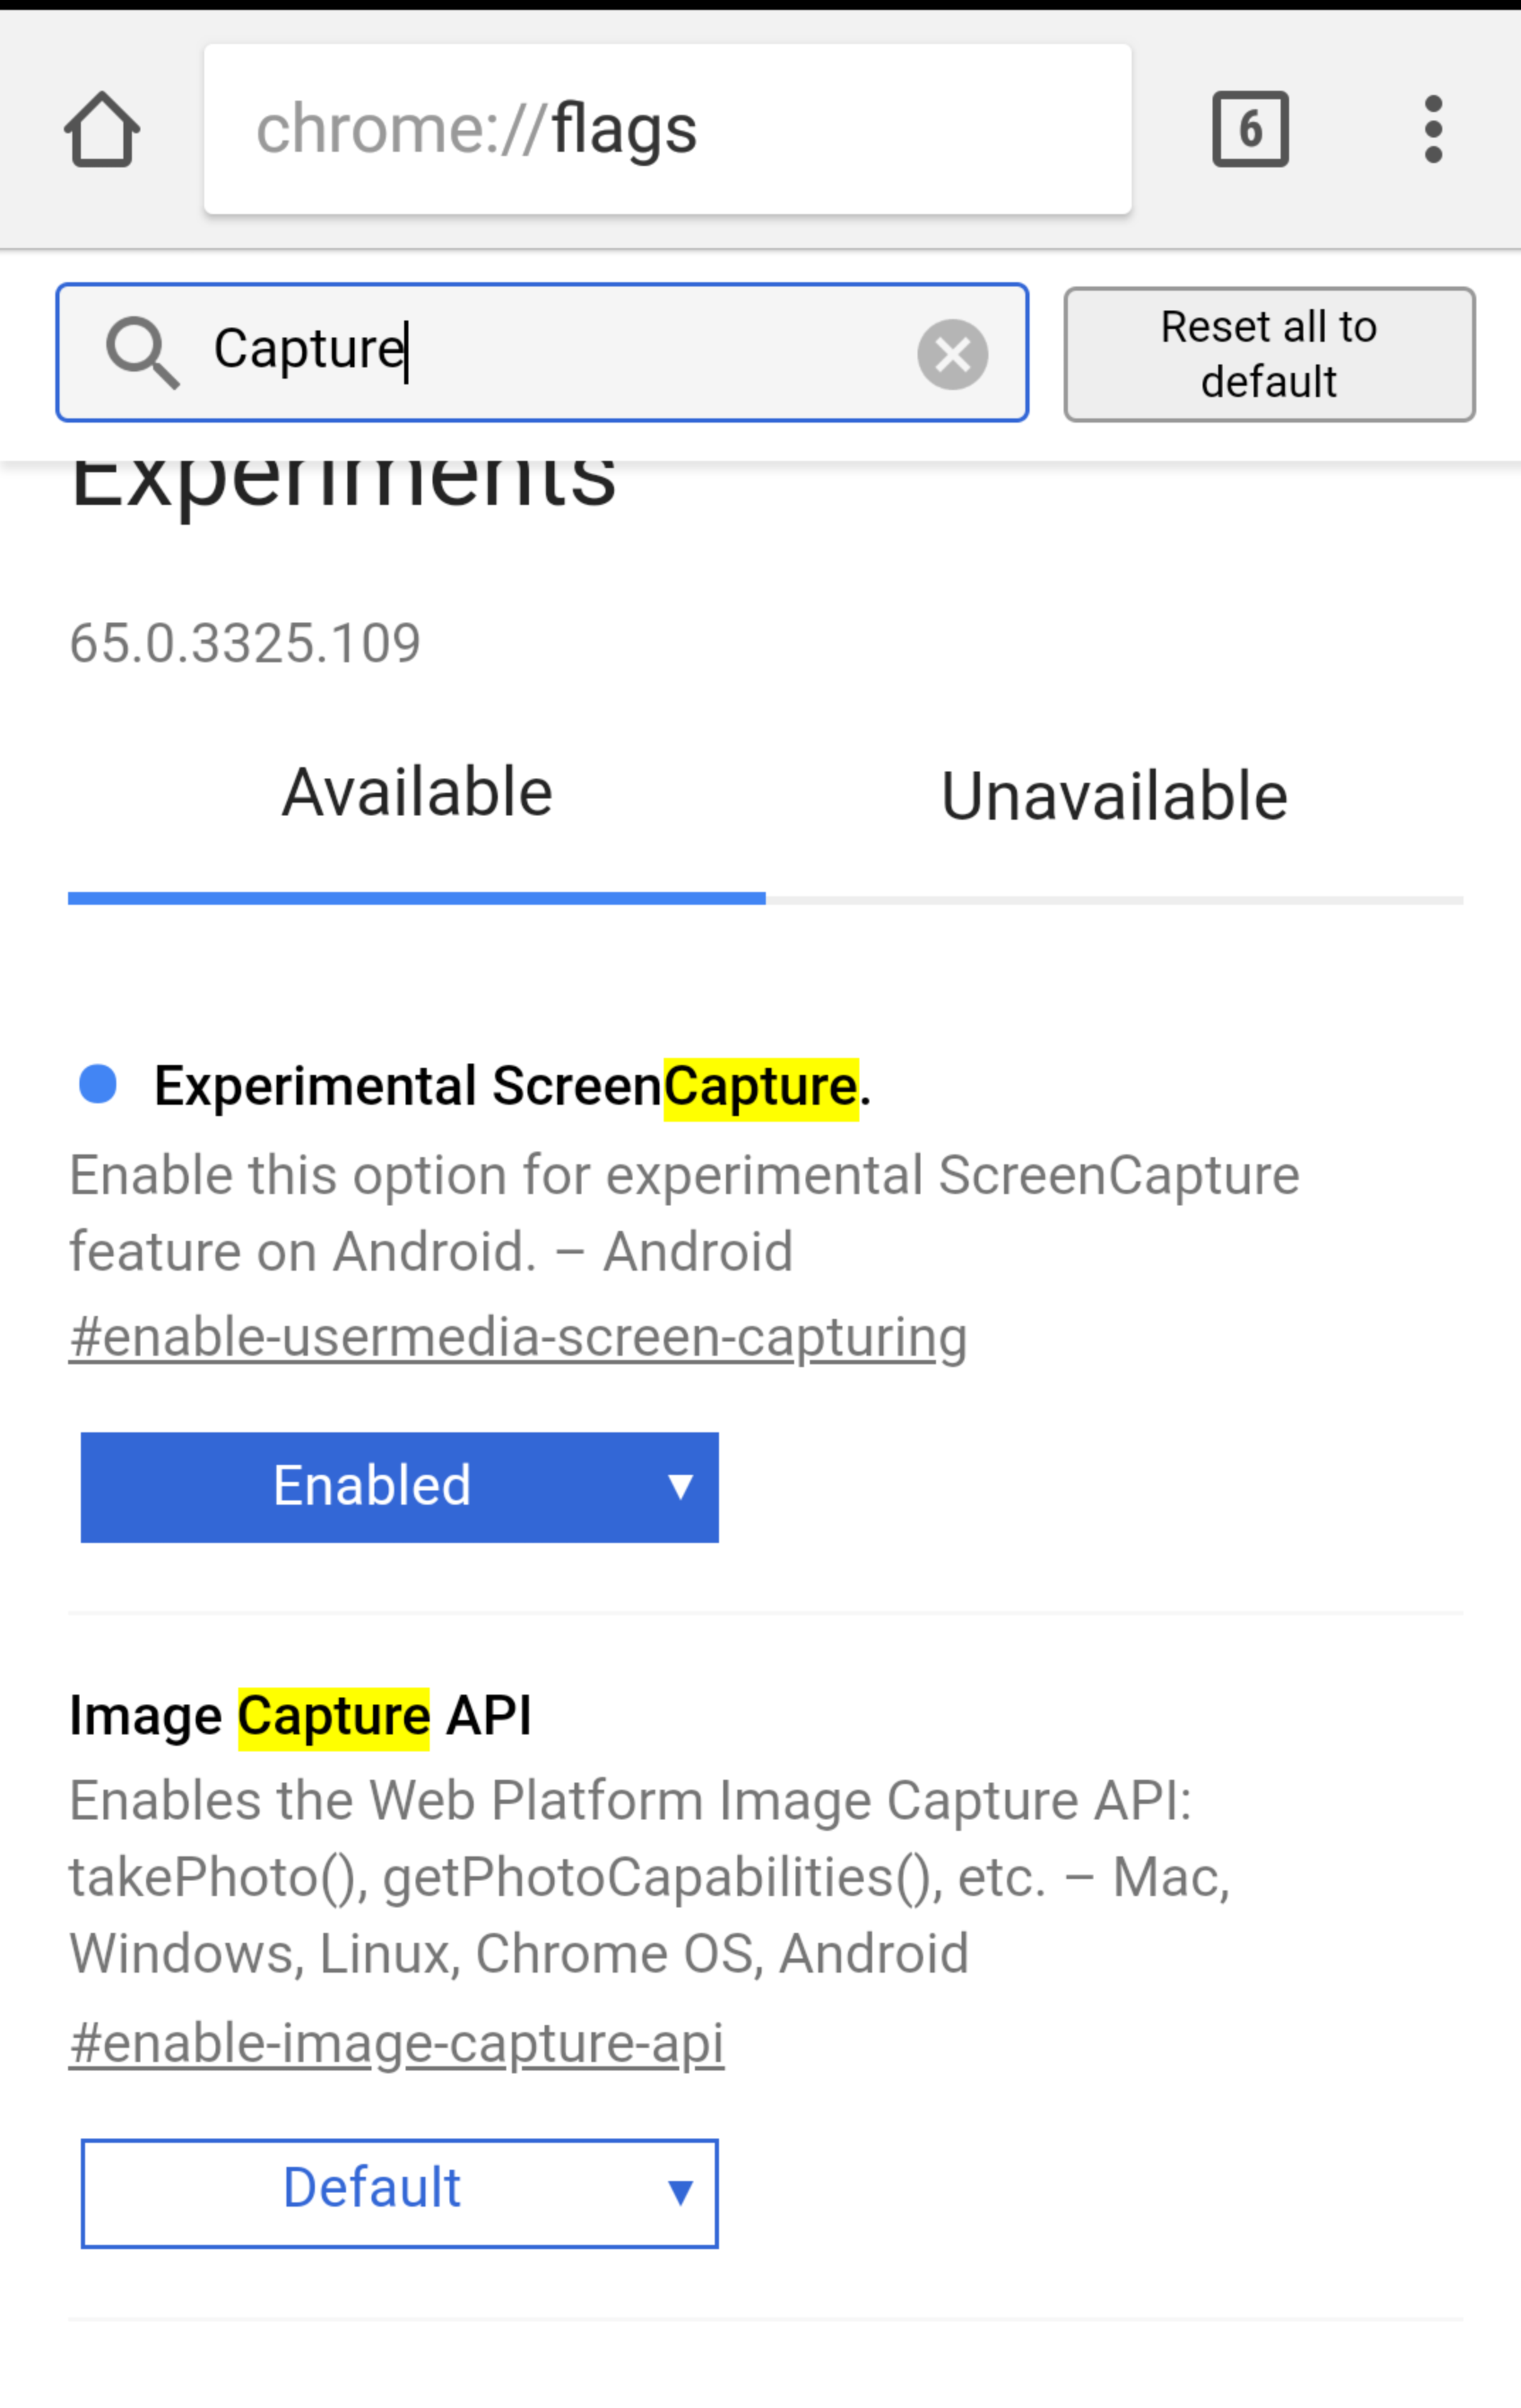 chrome://flags
6
Capture
Reset all to
default
Experiments
65.0.3325.109
Available
Unavailable
Experimental ScreenCapture.
Enable this option for experimental ScreenCapture
feature on Android. – Android
#enable-usermedia-screen-capturing
Enabled
Image Capture API
Enables the Web Platform Image Capture API:
takePhoto(), getPhotoCapabilities(), etc. – Mac,
Windows, Linux, Chrome OS, Android
#enable-image-capture-api
Default